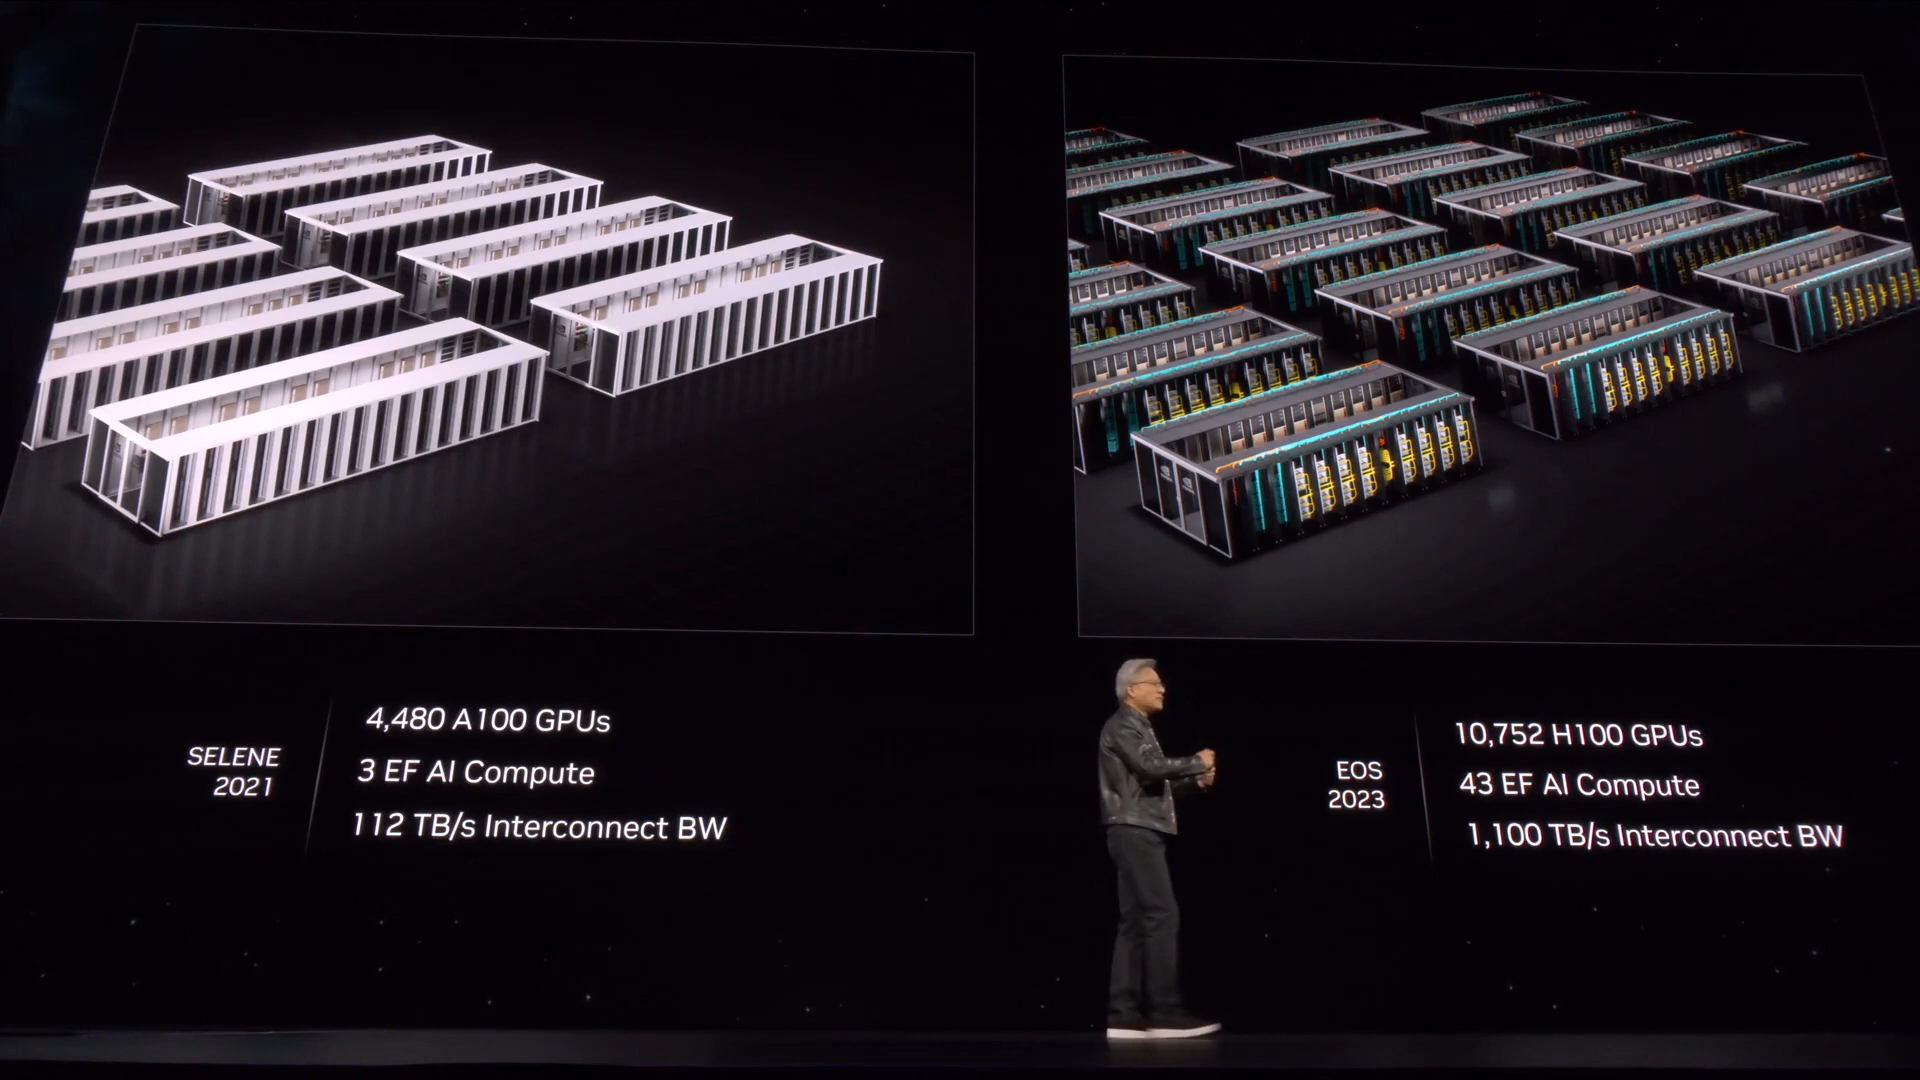 SELENE
2021
4,480 A100 GPUs
3 EF AI Compute
112 TB/s Interconnect BW
EOS
2023
10,752 H100 GPUs
43 EF AI Compute
1,100 TB/s Interconnect BW